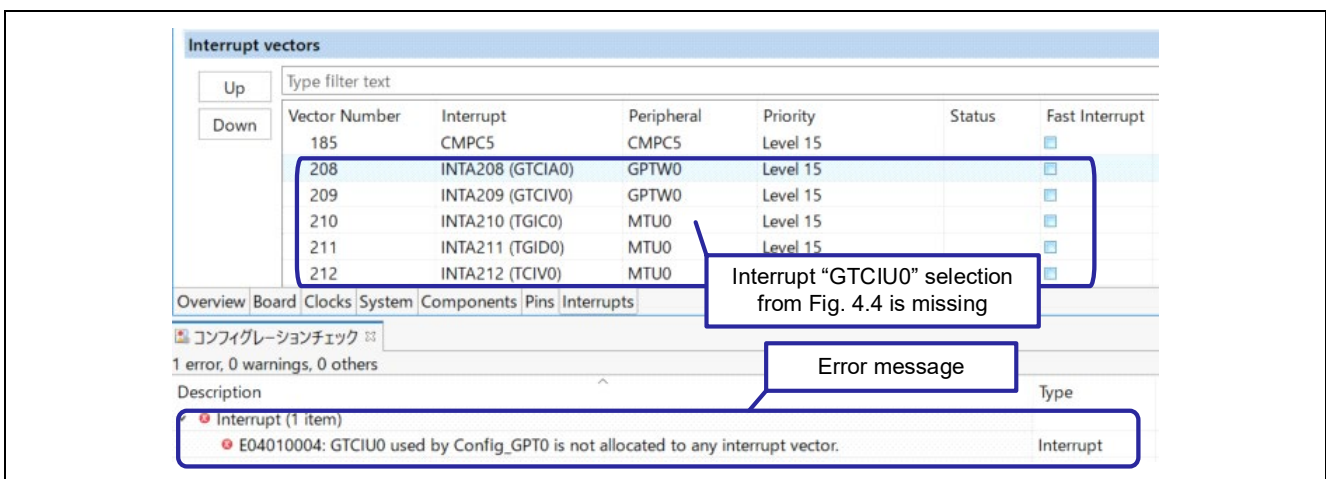 Interrupt vectors
Up
Type filter text
Down
Vector Number Interrupt Peripheral Priority Status Fast Interrupt
185 CMPC5 CMPC5 Level 15
208 INTA208 (GTCIA0) GPTW0 Level 15
209 INTA209 (GTCIV0) GPTW0 Level 15
210 INTA210 (TGIC0) MTU0 Level 15
211 INTA211 (TGID0) MTU0 Level 15
212 INTA212 (TCIV0) MTU0
Interrupt “GTCIU0” selection
from Fig. 4.4 is missing
Overview Board Clocks System Components Pins Interrupts
コンフィグレーションチェック
1 error, 0 warnings, 0 others
Error message
Description Type
Interrupt (1 item)
E04010004: GTCIU0 used by Config_GPT0 is not allocated to any interrupt vector. Interrupt